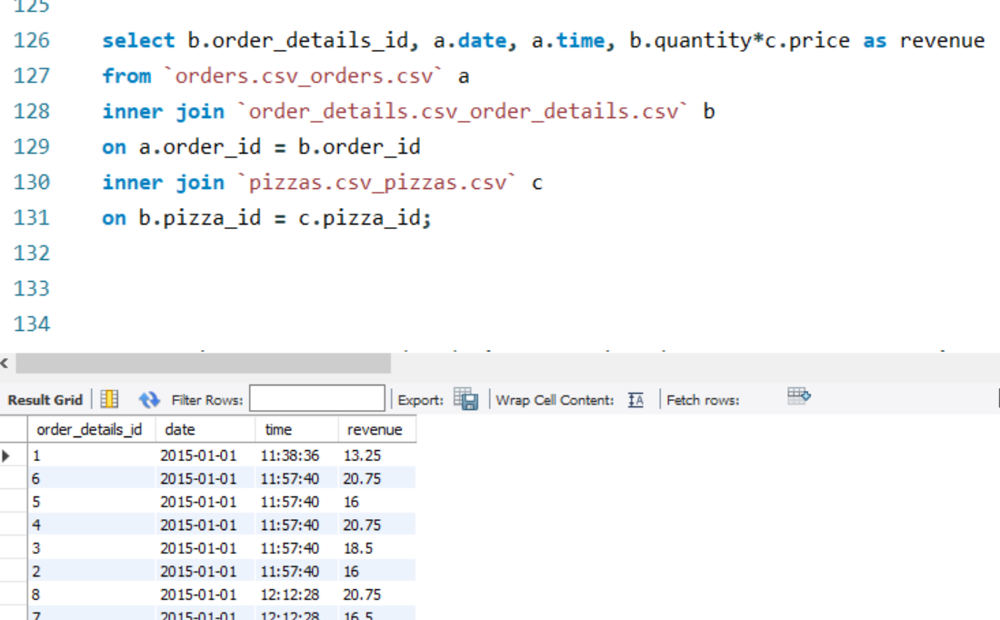 125
126 select b.order_details_id, a.date, a.time, b.quantity*c.price as revenue
127 from `orders.csv_orders.csv` a
128 inner join `order_details.csv_order_details.csv` b
129 on a.order_id = b.order_id
130 inner join `pizzas.csv_pizzas.csv` c
131 on b.pizza_id = c.pizza_id;
132
133
134
Result Grid Filter Rows: Export: Wrap Cell Content: IA Fetch rows:
order_details_id date time revenue
1 2015-01-01 11:38:36 13.25
6 2015-01-01 11:57:40 20.75
5 2015-01-01 11:57:40 16
4 2015-01-01 11:57:40 20.75
3 2015-01-01 11:57:40 18.5
2 2015-01-01 11:57:40 16
8 2015-01-01 12:12:28 20.75
7 2015-01-01 12:12:28 16.5